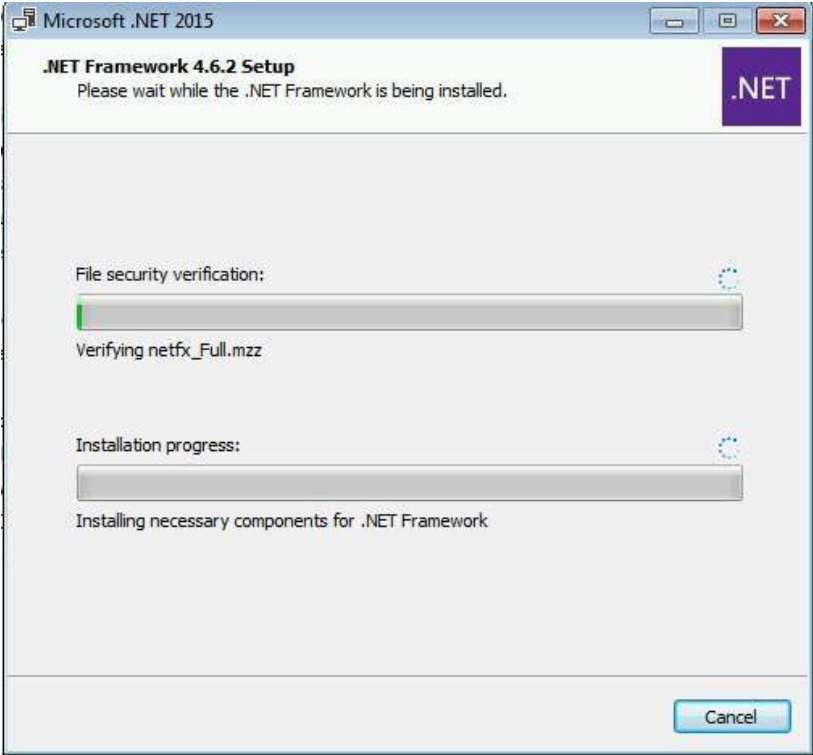 Microsoft .NET 2015
.NET Framework 4.6.2 Setup
Please wait while the .NET Framework is being installed.
.NET
File security verification:
Verifying netfx_Full.mzz
Installation progress:
Installing necessary components for .NET Framework
Cancel